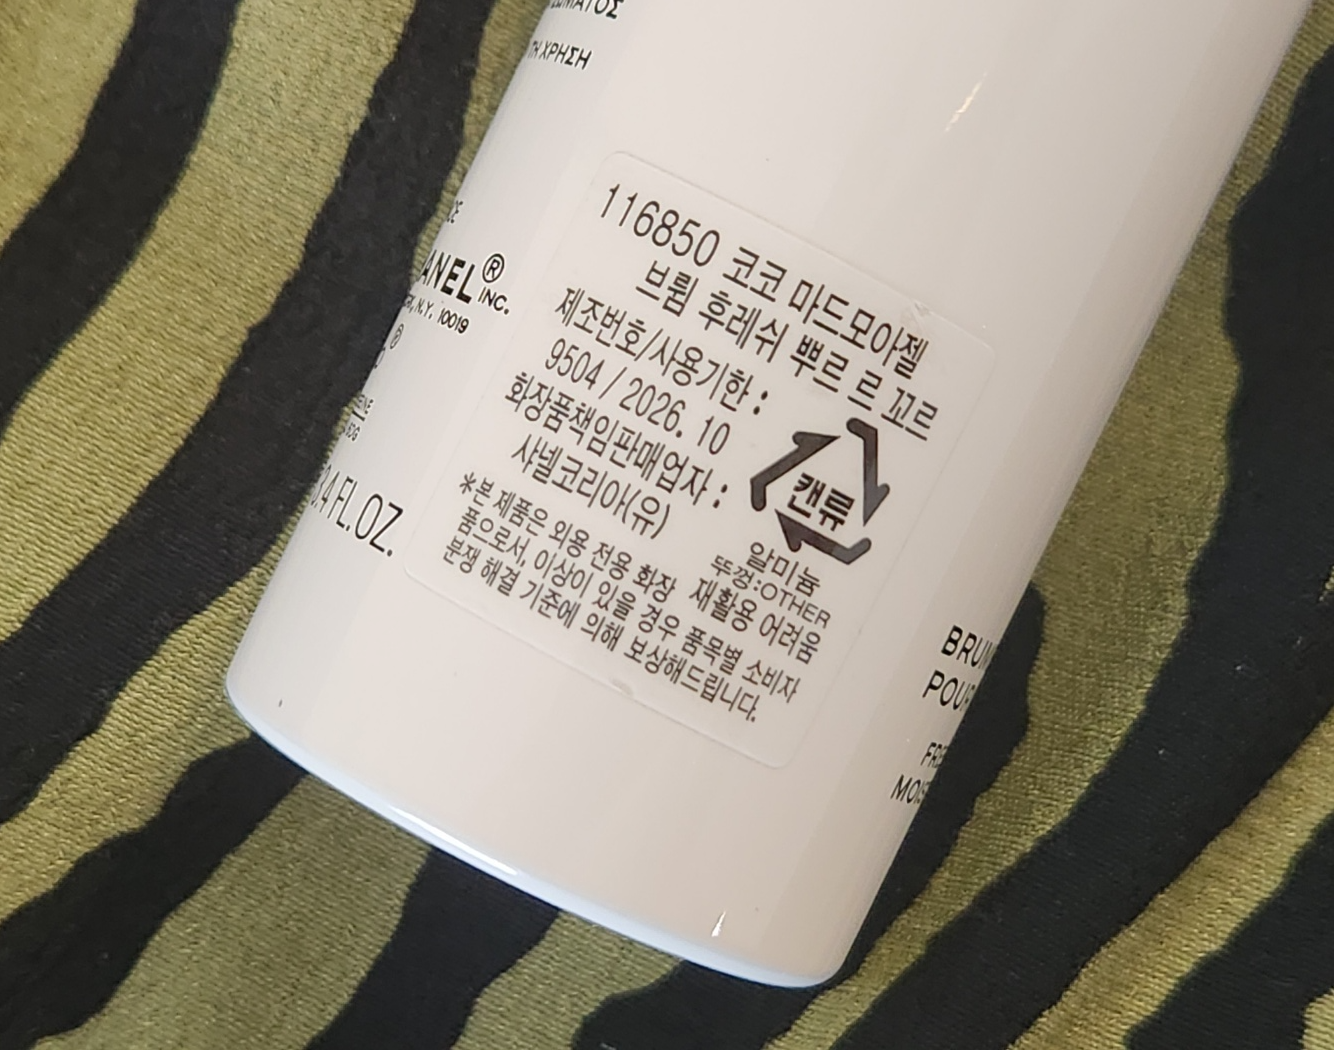 ΤΗ ΧΡΗΣΗ
ANEL® INC.
N.Y. 10019
3.4 FL.OZ.
116850 코코 마드모아젤
브륌 후레쉬 뿌르 르 꼬르
제조번호/사용기한 :
9504 / 2026. 10
화장품책임판매업자 :
샤넬코리아(유)
캔류
알미늄
뚜껑:OTHER
재활용 어려움
*본 제품은 외용 전용 화장
품으로서, 이상이 있을 경우 품목별 소비자
분쟁 해결 기준에 의해 보상해드립니다.
BRUM
POUR